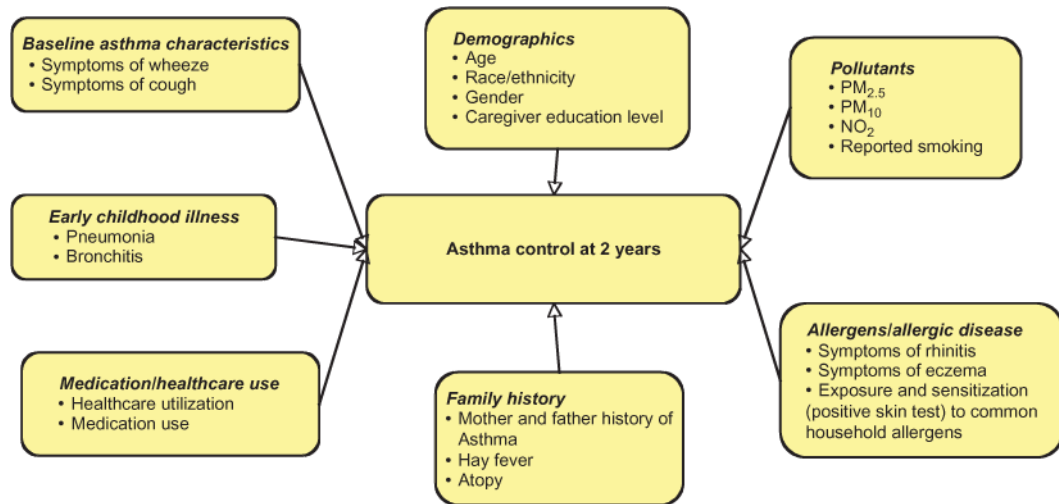 Baseline asthma characteristics
• Symptoms of wheeze
• Symptoms of cough
Demographics
• Age
• Race/ethnicity
• Gender
• Caregiver education level
Pollutants
• PM2.5
• PM10
• NO2
• Reported smoking
Early childhood illness
• Pneumonia
• Bronchitis
Asthma control at 2 years
Medication/healthcare use
• Healthcare utilization
• Medication use
Family history
• Mother and father history of
Asthma
• Hay fever
• Atopy
Allergens/allergic disease
• Symptoms of rhinitis
• Symptoms of eczema
• Exposure and sensitization
(positive skin test) to common
household allergens